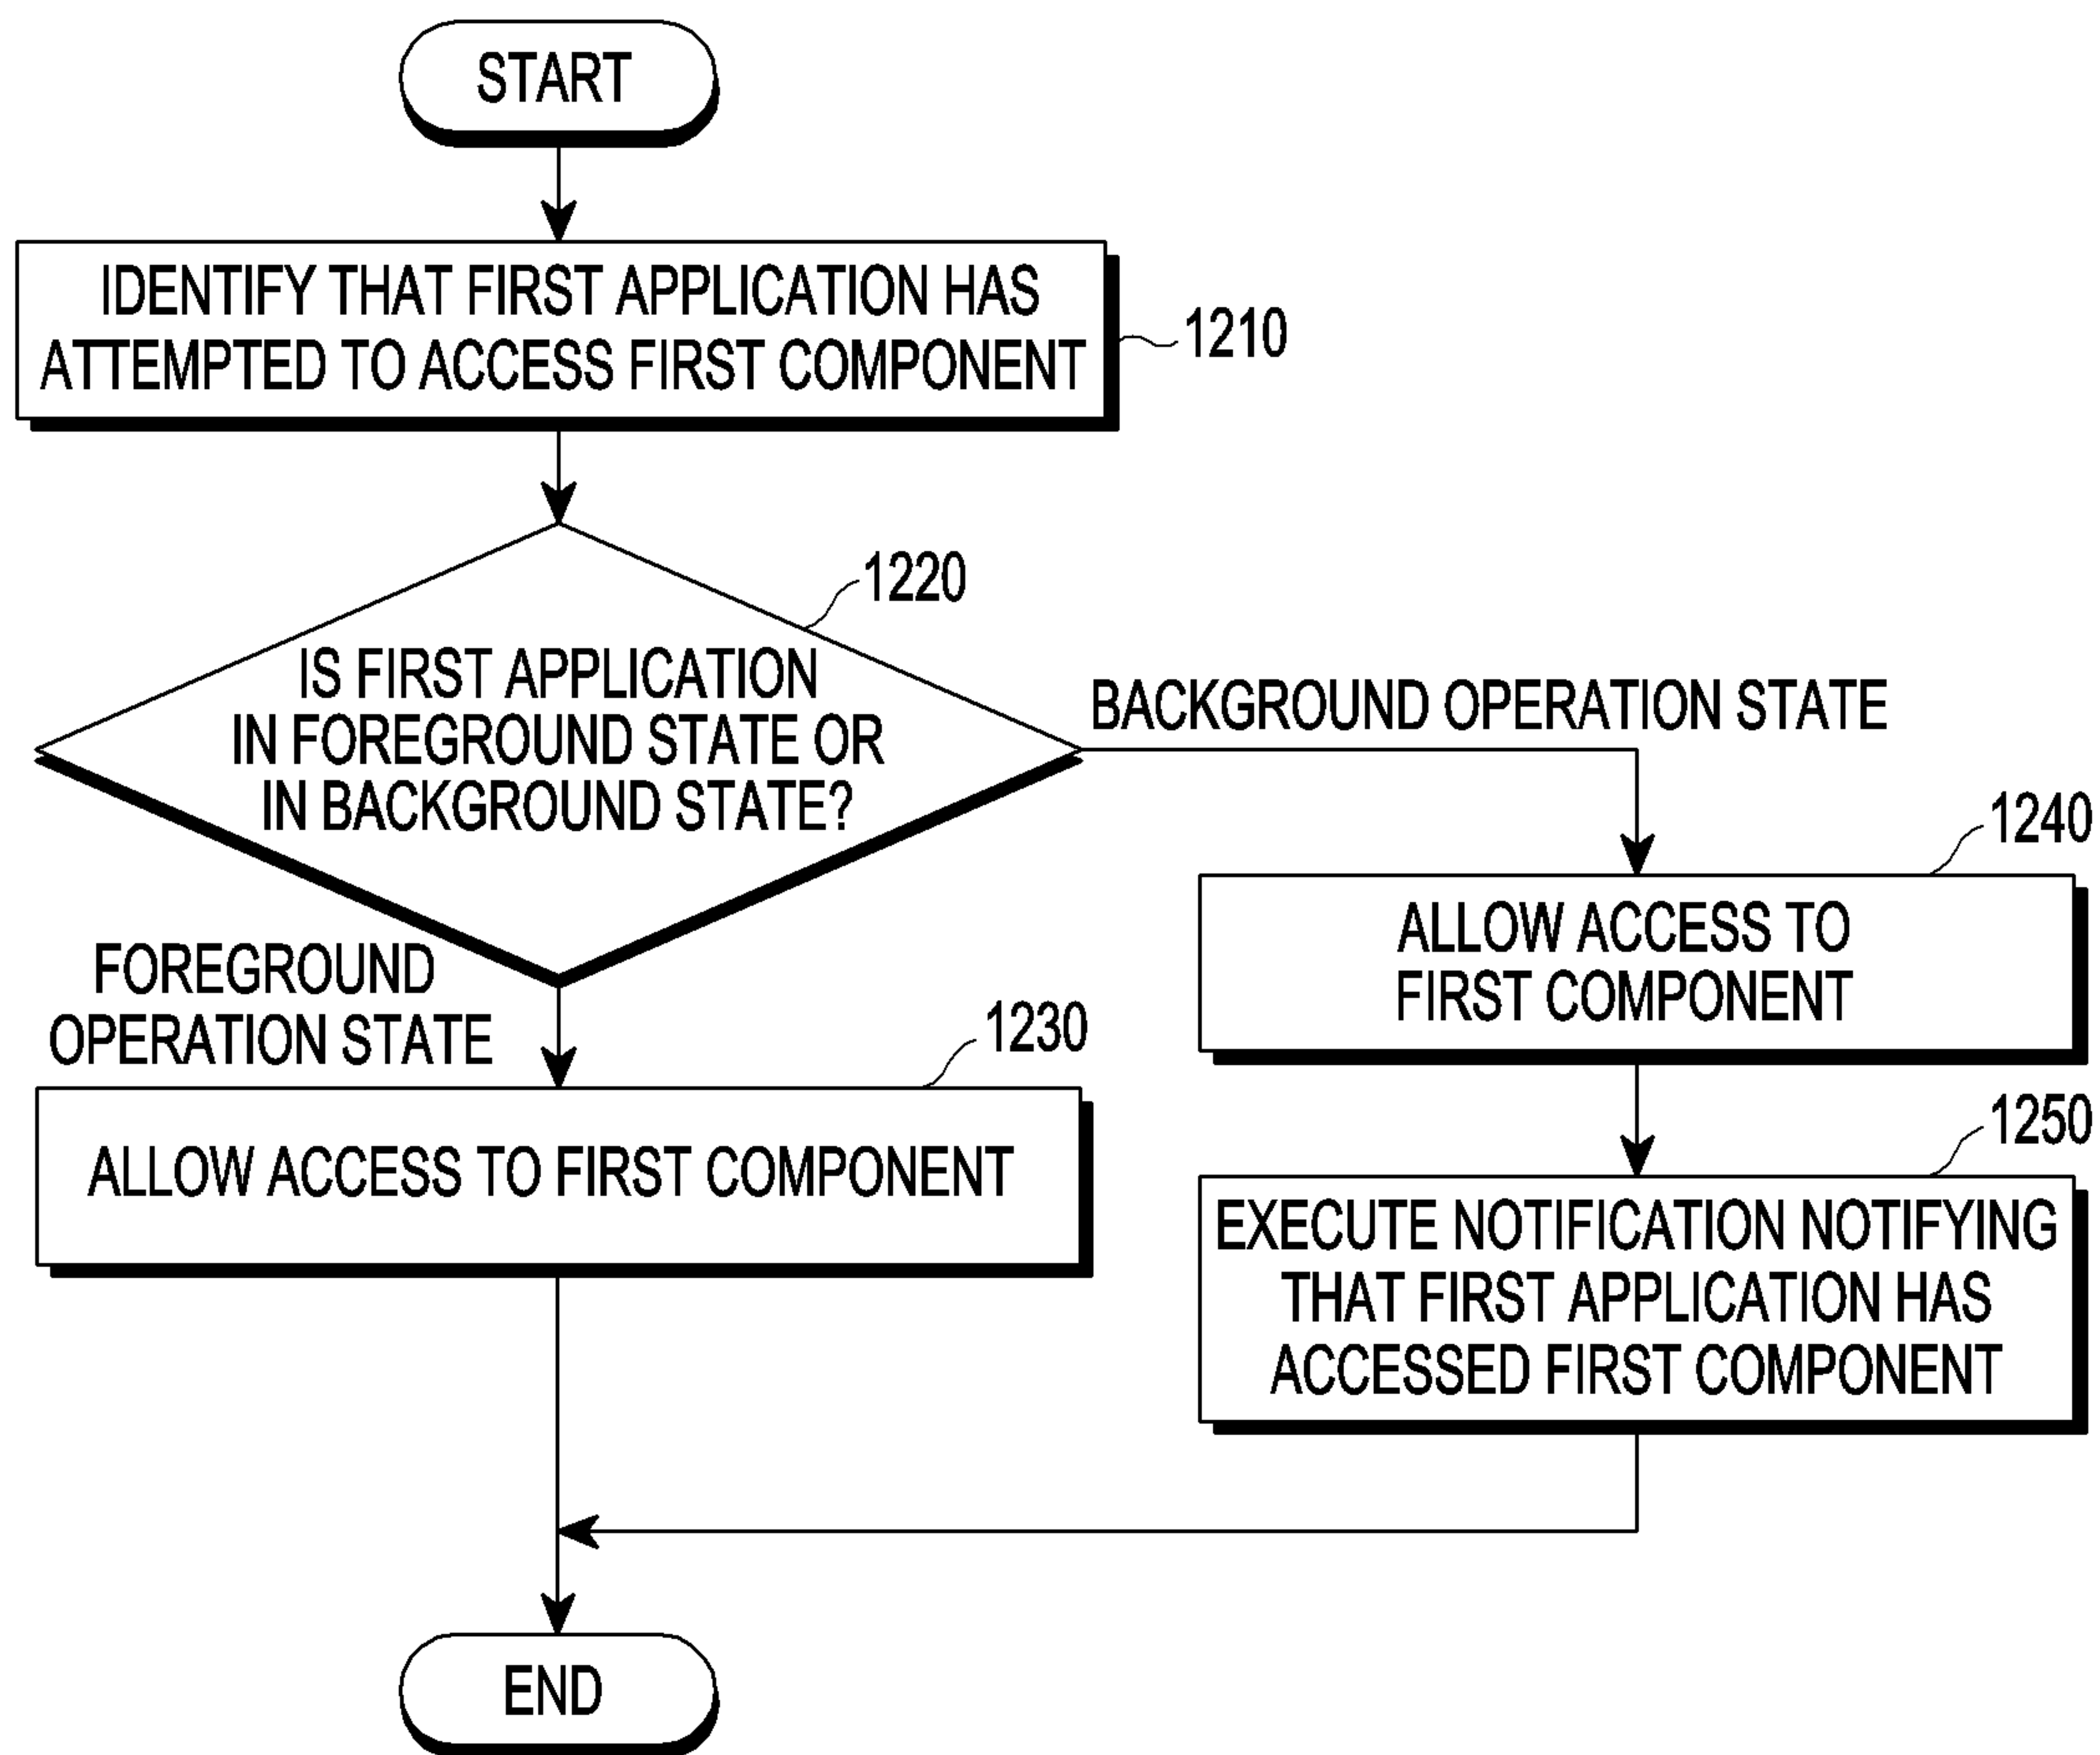 START
IDENTIFY THAT FIRST APPLICATION HAS
ATTEMPTED TO ACCESS FIRST COMPONENT
1210
1220
IS FIRST APPLICATION
IN FOREGROUND STATE OR
IN BACKGROUND STATE?
BACKGROUND OPERATION STATE
1240
ALLOW ACCESS TO
FIRST COMPONENT
FOREGROUND
OPERATION STATE
1230
ALLOW ACCESS TO FIRST COMPONENT
1250
EXECUTE NOTIFICATION NOTIFYING
THAT FIRST APPLICATION HAS
ACCESSED FIRST COMPONENT
END